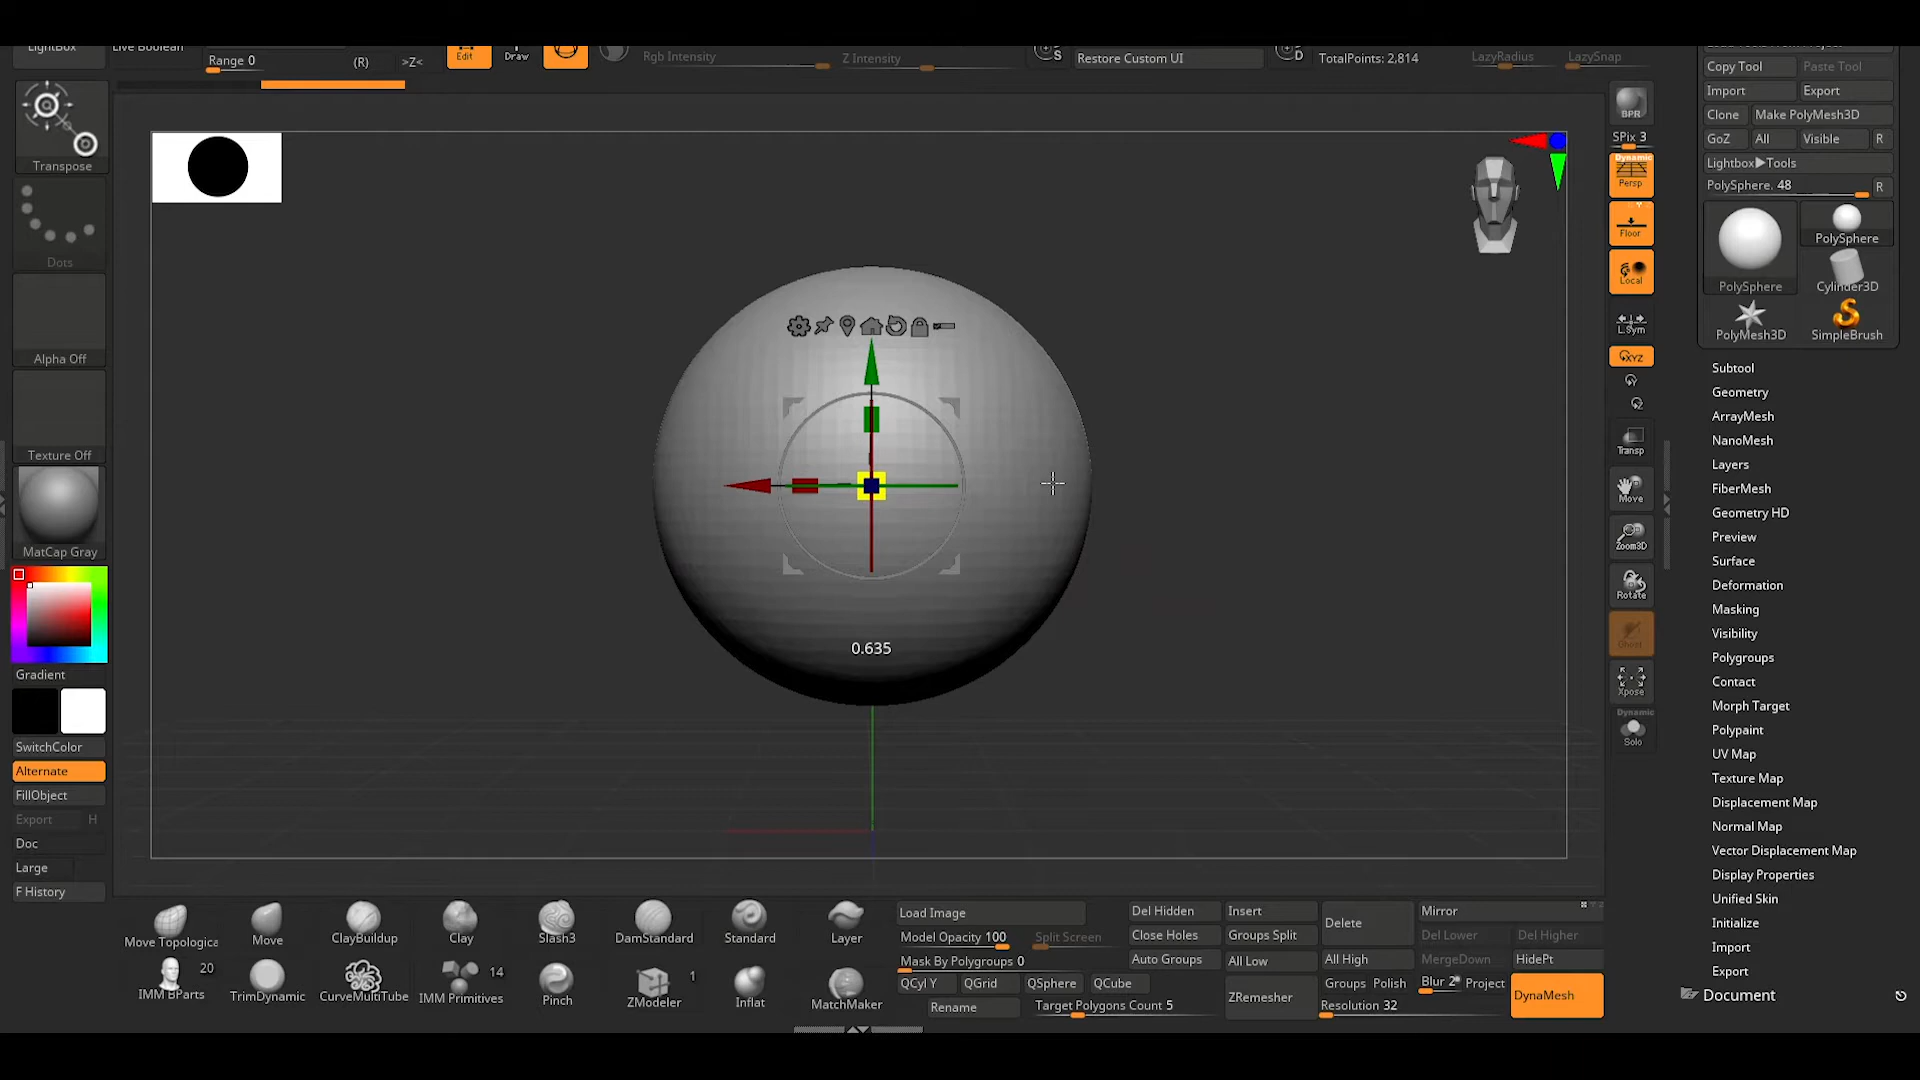 LightBox
Live Boolean
Range 0
(R)
>Z<
Edit
Draw
Rgb Intensity
Z Intensity
S
Restore Custom UI
D
TotalPoints: 2,814
LazyRadius
LazySnap
Transpose
Dots
Alpha Off
Texture Off
MatCap Gray
Gradient
SwitchColor
Alternate
FillObject
Export H
Doc
Large
F History
0.635
BPR
SPix 3
Dynamic
Persp
Floor
Local
L.Sym
XYZ
Y
Z
Transp
Move
Zoom3D
Rotate
Ghost
Xpose
Dynamic
Solo
Copy Tool
Paste Tool
Import
Export
Clone
Make PolyMesh3D
GoZ
All
Visible
R
Lightbox▶Tools
PolySphere. 48
R
PolySphere
PolySphere
Cylinder3D
PolyMesh3D
SimpleBrush
Subtool
Geometry
ArrayMesh
NanoMesh
Layers
FiberMesh
Geometry HD
Preview
Surface
Deformation
Masking
Visibility
Polygroups
Contact
Morph Target
Polypaint
UV Map
Texture Map
Displacement Map
Normal Map
Vector Displacement Map
Display Properties
Unified Skin
Initialize
Import
Export
Document
Move Topologica
Move
ClayBuildup
Clay
Slash3
DamStandard
Standard
Layer
20
IMM BParts
TrimDynamic
CurveMultiTube
14
IMM Primitives
Pinch
1
ZModeler
Inflat
MatchMaker
Load Image
Model Opacity 100
Split Screen
Mask By Polygroups 0
QCyl Y
QGrid
QSphere
QCube
Rename
Target Polygons Count 5
Del Hidden
Insert
Delete
Mirror
Close Holes
Groups Split
Del Lower
Del Higher
Auto Groups
All Low
All High
MergeDown
HidePt
ZRemesher
Groups
Polish
Blur 2
Project
Resolution 32
DynaMesh